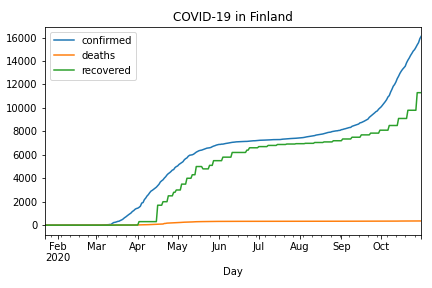 COVID-19 in Finland
confirmed
deaths
recovered
16000
14000
12000
10000
8000
6000
4000
2000
0
Feb Mar Apr May Jun Jul Aug Sep Oct
2020
Day